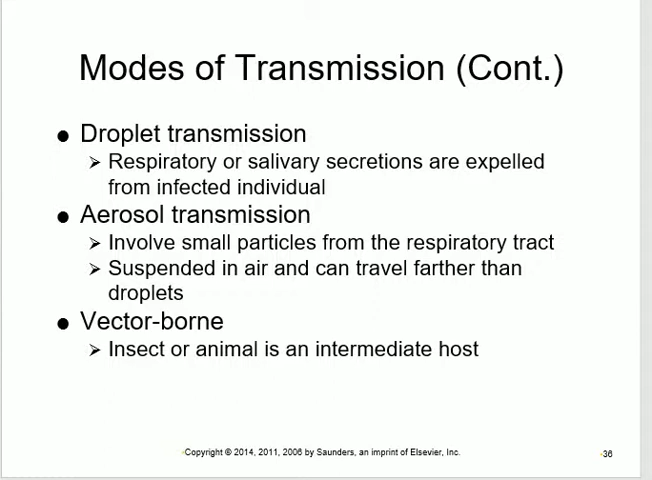 Modes of Transmission (Cont.)
● Droplet transmission
➢ Respiratory or salivary secretions are expelled
from infected individual
● Aerosol transmission
➢ Involve small particles from the respiratory tract
➢ Suspended in air and can travel farther than
droplets
● Vector-borne
➢ Insect or animal is an intermediate host
Copyright © 2014, 2011, 2006 by Saunders, an imprint of Elsevier, Inc.
36